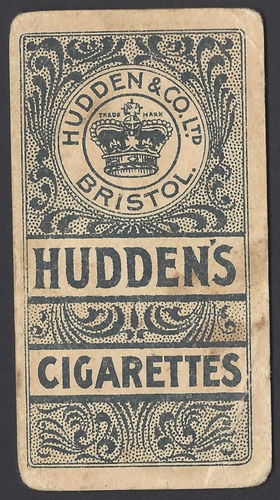 HUDDEN & CO. LTD
TRADE MARK
BRISTOL.
HUDDEN'S
CIGARETTES